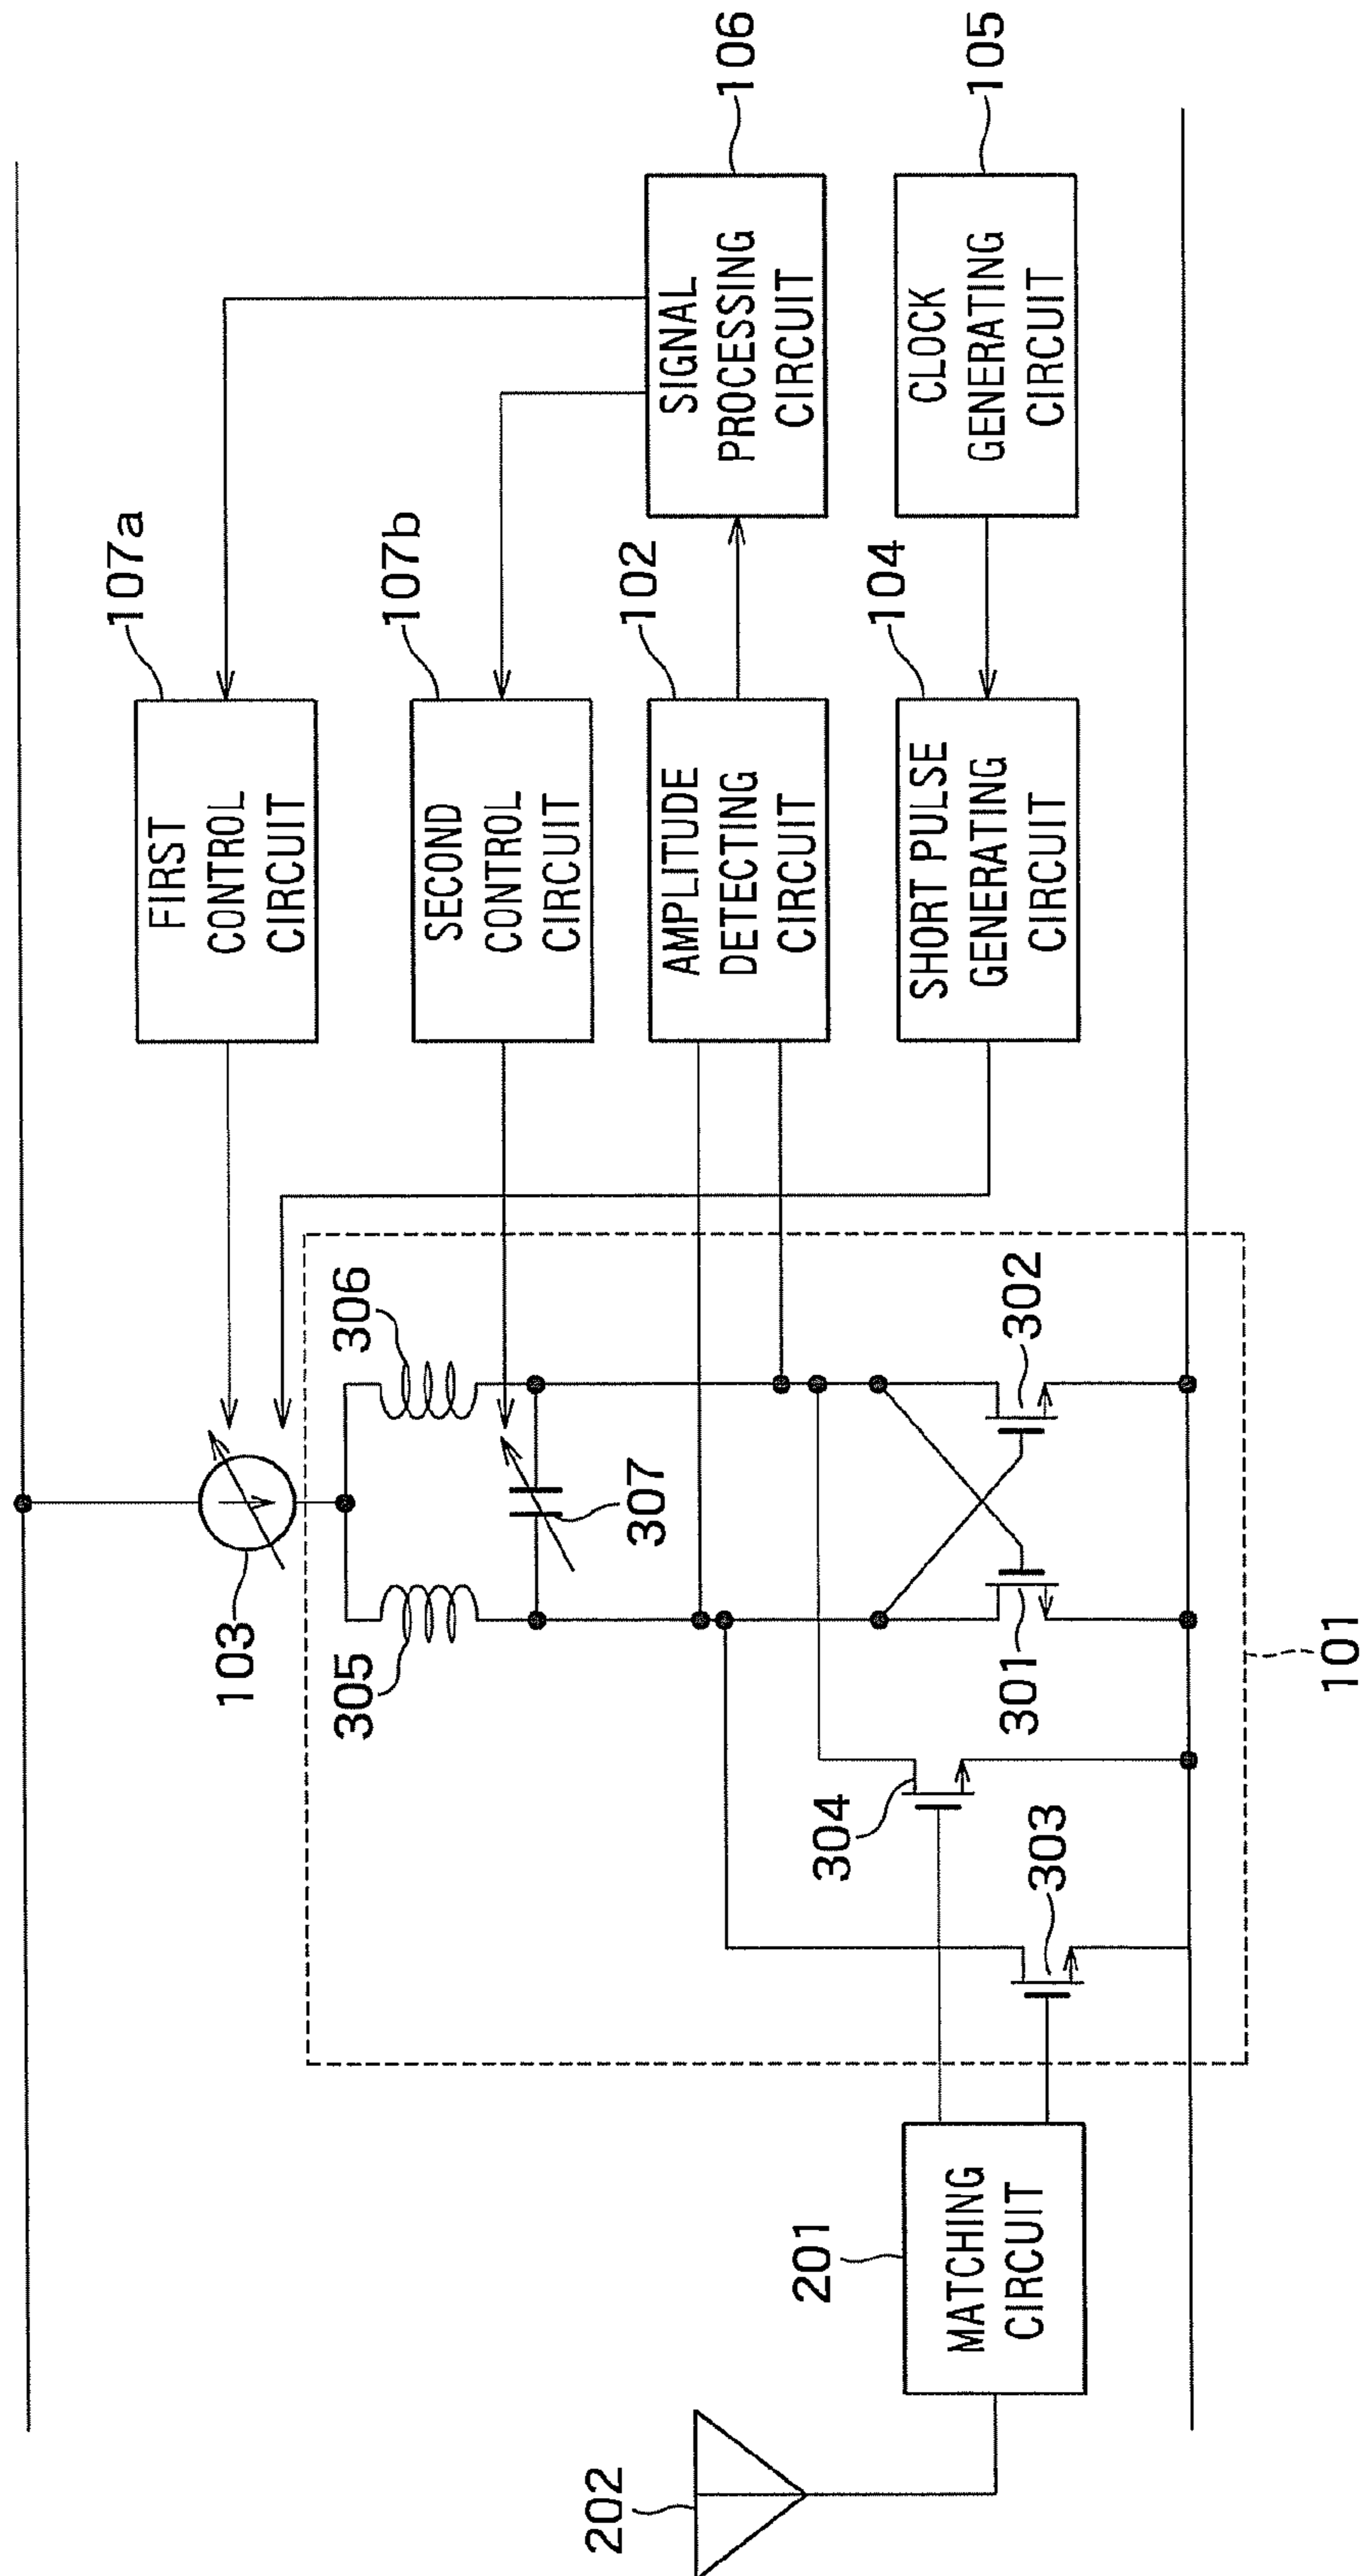 202
201
MATCHING
CIRCUIT
101
103
305
306
307
301
302
303
304
107a
FIRST
CONTROL
CIRCUIT
107b
SECOND
CONTROL
CIRCUIT
102
AMPLITUDE
DETECTING
CIRCUIT
104
SHORT PULSE
GENERATING
CIRCUIT
106
SIGNAL
PROCESSING
CIRCUIT
105
CLOCK
GENERATING
CIRCUIT